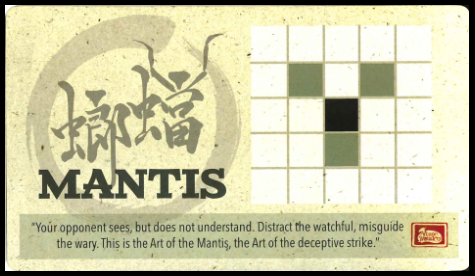 蟷螂
MANTIS
"Your opponent sees, but does not understand. Distract the watchful, misguide
the wary. This is the Art of the Mantis, the Art of the deceptive strike."